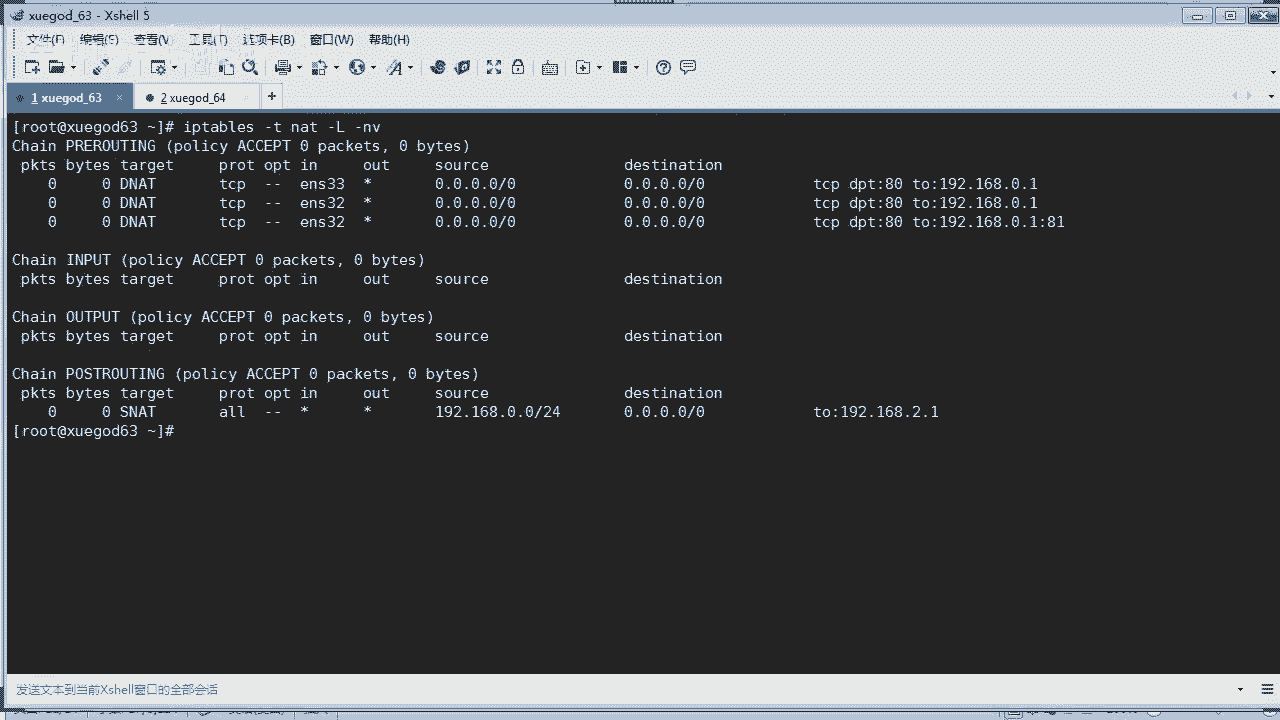 xuegod_63 - Xshell 5
文件(F) 编辑(E) 查看(V) 工具(T) 选项卡(B) 窗口(W) 帮助(H)
1 xuegod_63 × 2 xuegod_64 +
[root@xuegod63 ~]# iptables -t nat -L -nv
Chain PREROUTING (policy ACCEPT 0 packets, 0 bytes)
pkts bytes target prot opt in out source destination
0 0 DNAT tcp -- ens33 * 0.0.0.0/0 0.0.0.0/0 tcp dpt:80 to:192.168.0.1
0 0 DNAT tcp -- ens32 * 0.0.0.0/0 0.0.0.0/0 tcp dpt:80 to:192.168.0.1
0 0 DNAT tcp -- ens32 * 0.0.0.0/0 0.0.0.0/0 tcp dpt:80 to:192.168.0.1:81
Chain INPUT (policy ACCEPT 0 packets, 0 bytes)
pkts bytes target prot opt in out source destination
Chain OUTPUT (policy ACCEPT 0 packets, 0 bytes)
pkts bytes target prot opt in out source destination
Chain POSTROUTING (policy ACCEPT 0 packets, 0 bytes)
pkts bytes target prot opt in out source destination
0 0 SNAT all -- * * 192.168.0.0/24 0.0.0.0/0 to:192.168.2.1
[root@xuegod63 ~]#
发送文本到当前Xshell窗口的全部会话